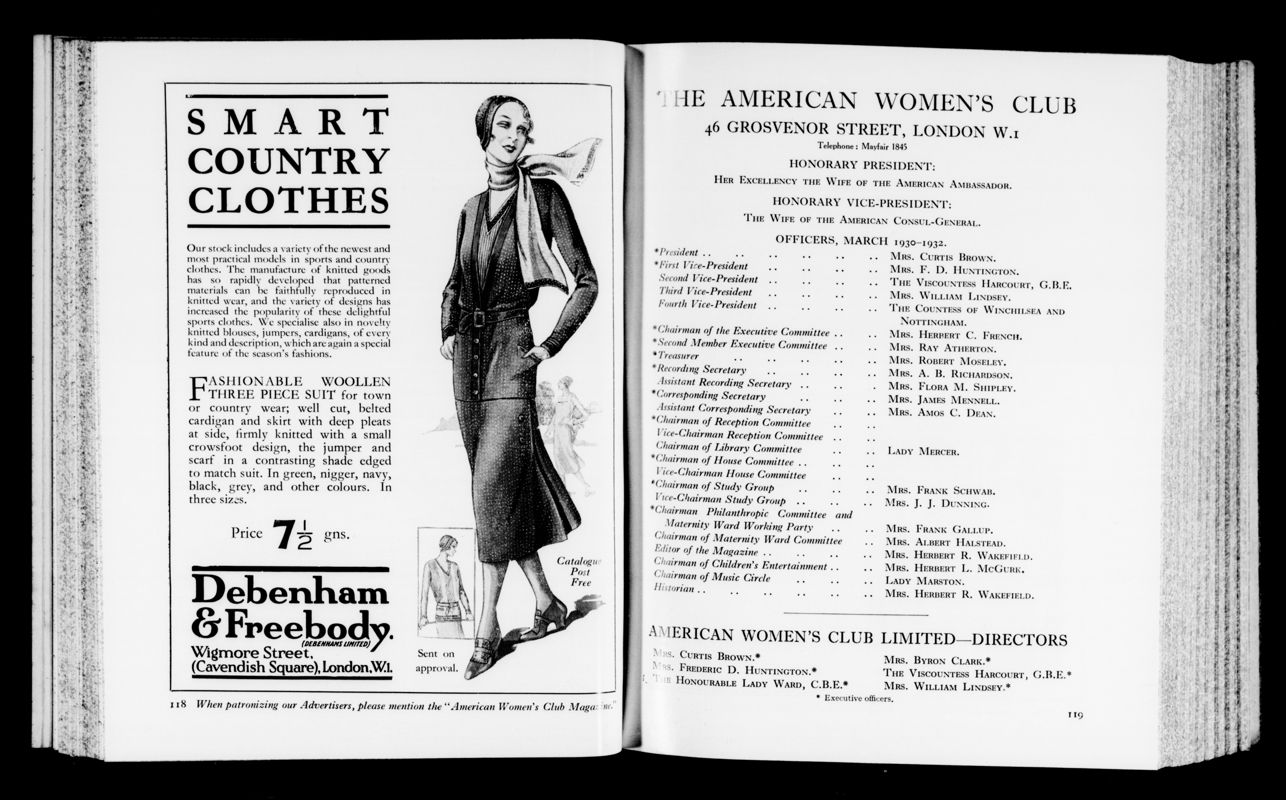 SMART
COUNTRY
CLOTHES
Our stock includes a variety of the newest and
most practical models in sports and country
clothes. The manufacture of knitted goods
has so rapidly developed that patterned
materials can be faithfully reproduced in
knitted wear, and the variety of designs has
increased the popularity of these delightful
sports clothes. We specialise also in novelty
knitted blouses, jumpers, cardigans, of every
kind and description, which are again a special
feature of the season's fashions.
FASHIONABLE WOOLLEN
THREE PIECE SUIT for town
or country wear; well cut, belted
cardigan and skirt with deep pleats
at side, firmly knitted with a small
crowsfoot design, the jumper and
scarf in a contrasting shade edged
to match suit. In green, nigger, navy,
black, grey, and other colours. In
three sizes.
Price 7½ gns.
Debenham
& Freebody.
(DEBENHAMS LIMITED)
Wigmore Street,
(Cavendish Square), London, W.1.
Catalogue
Post
Free
Sent on
approval.
118 When patronizing our Advertisers, please mention the "American Women's Club Magazine."
THE AMERICAN WOMEN'S CLUB
46 GROSVENOR STREET, LONDON W.1
Telephone: Mayfair 1845
HONORARY PRESIDENT:
HER EXCELLENCY THE WIFE OF THE AMERICAN AMBASSADOR.
HONORARY VICE-PRESIDENT:
THE WIFE OF THE AMERICAN CONSUL-GENERAL.
OFFICERS, MARCH 1930-1932.
*President .. .. .. .. .. .. MRS. CURTIS BROWN.
*First Vice-President .. .. .. .. MRS. F. D. HUNTINGTON.
Second Vice-President .. .. .. .. THE VISCOUNTESS HARCOURT, G.B.E.
Third Vice-President .. .. .. .. MRS. WILLIAM LINDSEY.
Fourth Vice-President .. .. .. .. THE COUNTESS OF WINCHILSEA AND
NOTTINGHAM.
*Chairman of the Executive Committee .. .. MRS. HERBERT C. FRENCH.
*Second Member Executive Committee .. .. MRS. RAY ATHERTON.
*Treasurer .. .. .. .. .. MRS. ROBERT MOSELEY.
*Recording Secretary .. .. .. .. MRS. A. B. RICHARDSON.
Assistant Recording Secretary .. .. . MRS. FLORA M. SHIPLEY.
*Corresponding Secretary .. .. .. MRS. JAMES MENNELL.
Assistant Corresponding Secretary .. .. MRS. AMOS C. DEAN.
*Chairman of Reception Committee .. ..
Vice-Chairman Reception Committee .. ..
Chairman of Library Committee .. .. LADY MERCER.
*Chairman of House Committee .. .. ..
Vice-Chairman House Committee .. ..
*Chairman of Study Group .. .. .. MRS. FRANK SCHWAB.
Vice-Chairman Study Group .. .. .. MRS. J. J. DUNNING.
*Chairman Philanthropic Committee and
Maternity Ward Working Party .. .. MRS. FRANK GALLUP.
Chairman of Maternity Ward Committee .. MRS. ALBERT HALSTEAD.
Editor of the Magazine .. .. .. .. MRS. HERBERT R. WAKEFIELD.
Chairman of Children's Entertainment .. .. MRS. HERBERT L. MCGURK.
Chairman of Music Circle .. .. .. LADY MARSTON.
Historian .. .. .. .. .. .. MRS. HERBERT R. WAKEFIELD.
AMERICAN WOMEN'S CLUB LIMITED—DIRECTORS
MRS. CURTIS BROWN.* MRS. BYRON CLARK.*
MRS. FREDERIC D. HUNTINGTON.* THE VISCOUNTESS HARCOURT, G.B.E.*
THE HONOURABLE LADY WARD, C.B.E.* MRS. WILLIAM LINDSEY.*
* Executive officers.
119